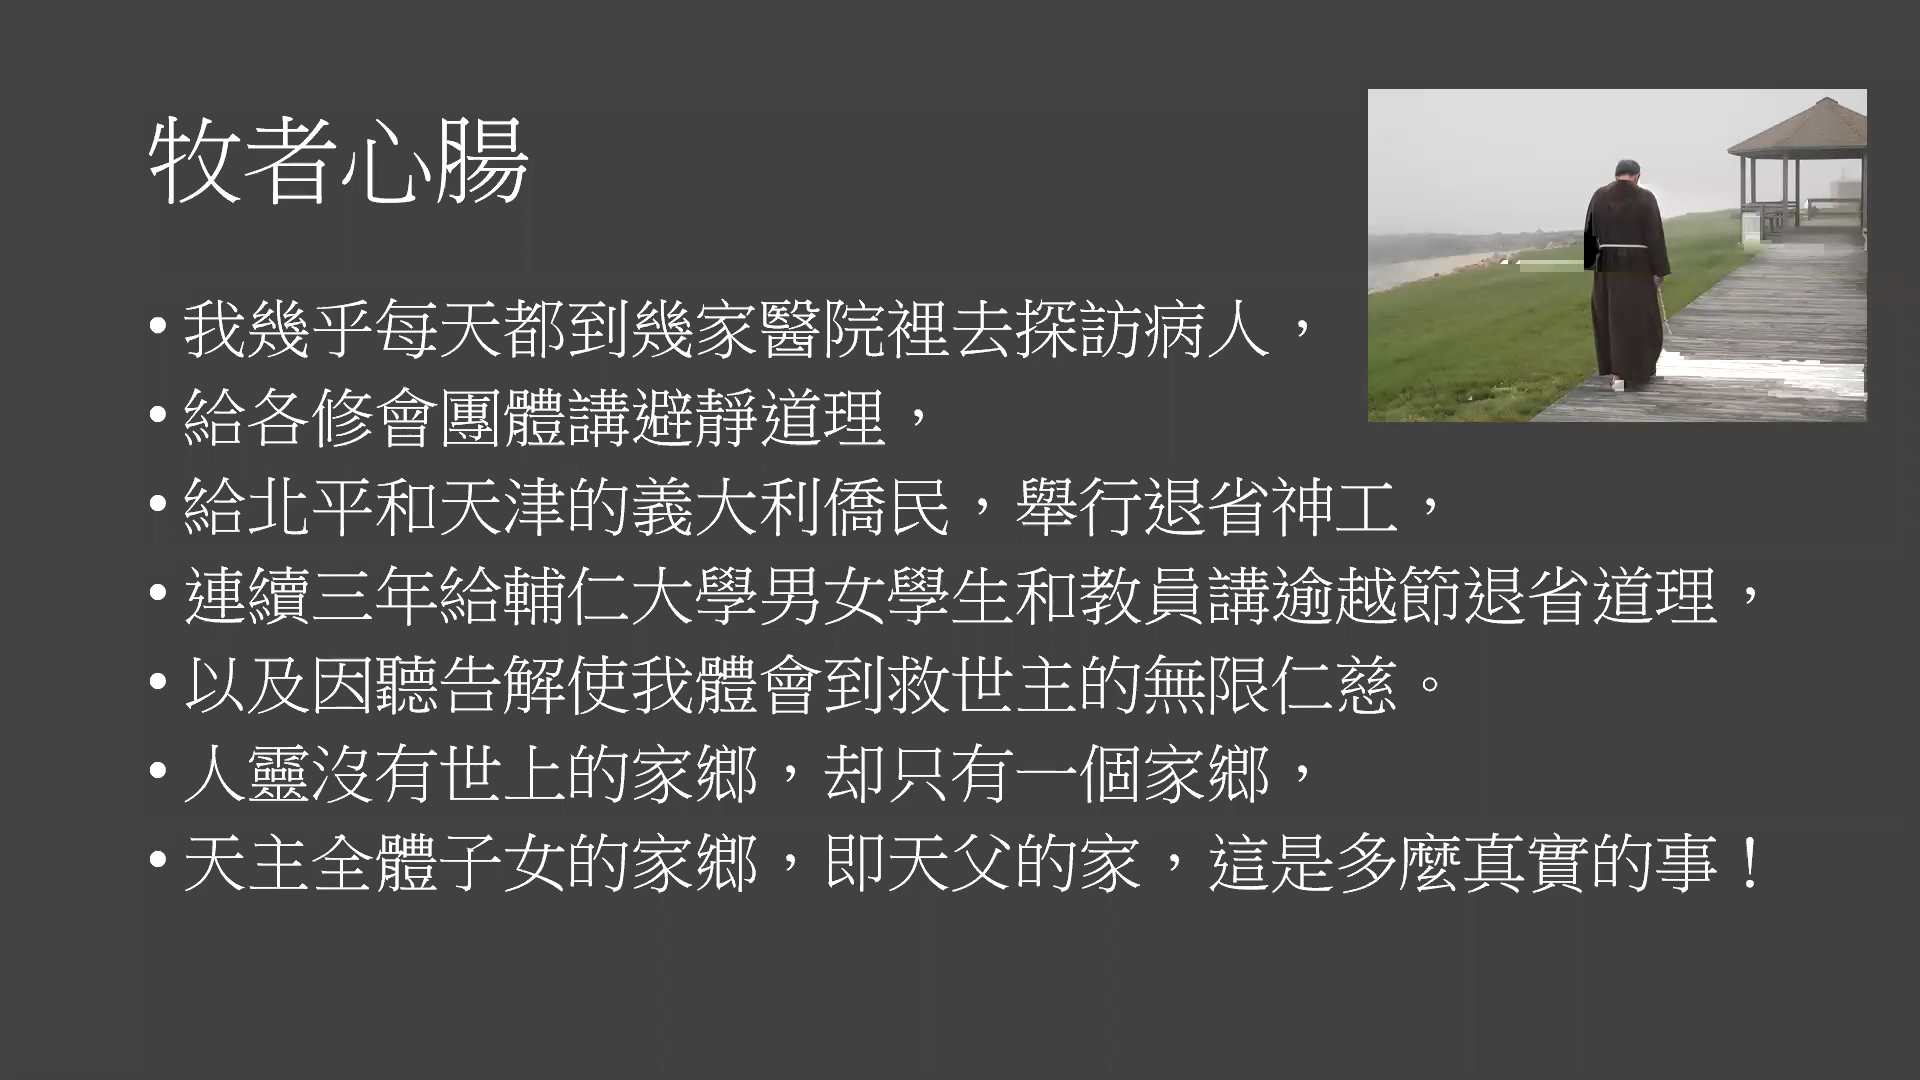 牧者心腸
• 我幾乎每天都到幾家醫院裡去探訪病人，
• 給各修會團體講避靜道理，
• 給北平和天津的義大利僑民，舉行退省神工，
• 連續三年給輔仁大學男女學生和教員講逾越節退省道理，
• 以及因聽告解使我體會到救世主的無限仁慈。
• 人靈沒有世上的家鄉，却只有一個家鄉，
• 天主全體子女的家鄉，即天父的家，這是多麼真實的事！